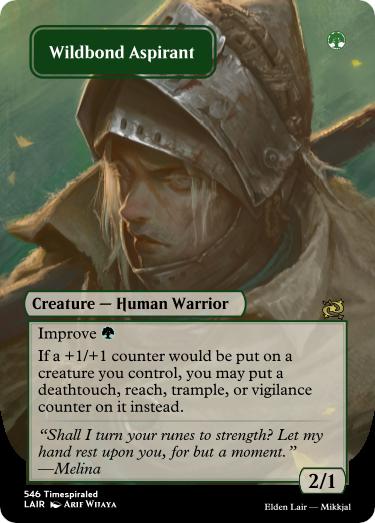 Wildbond Aspirant
Creature — Human Warrior
Improve
If a +1/+1 counter would be put on a
creature you control, you may put a
deathtouch, reach, trample, or vigilance
counter on it instead.
“Shall I turn your runes to strength? Let my
hand rest upon you, for but a moment.”
—Melina
2/1
546 Timespiraled
LAIR Arif Wijaya
Elden Lair — Mikkjal